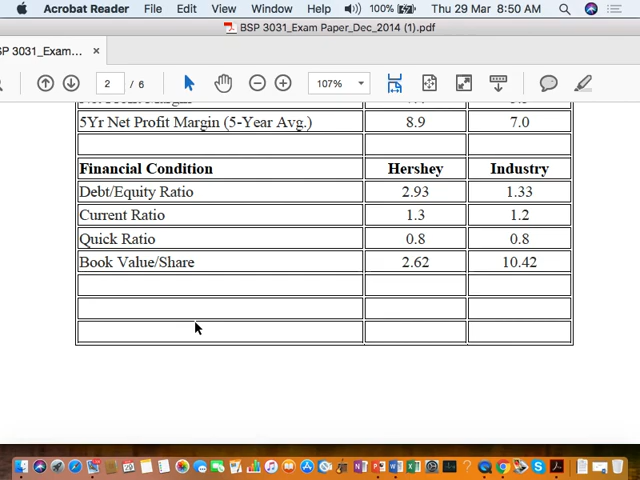 Acrobat Reader File Edit View Window Help 100% Thu 29 Mar 8:50 AM
BSP 3031_Exam Paper_Dec_2014 (1).pdf
SP 3031_Exam... ×
2 / 6 107%
5Yr Net Profit Margin (5-Year Avg.) 8.9 7.0
Financial Condition Hershey Industry
Debt/Equity Ratio 2.93 1.33
Current Ratio 1.3 1.2
Quick Ratio 0.8 0.8
Book Value/Share 2.62 10.42